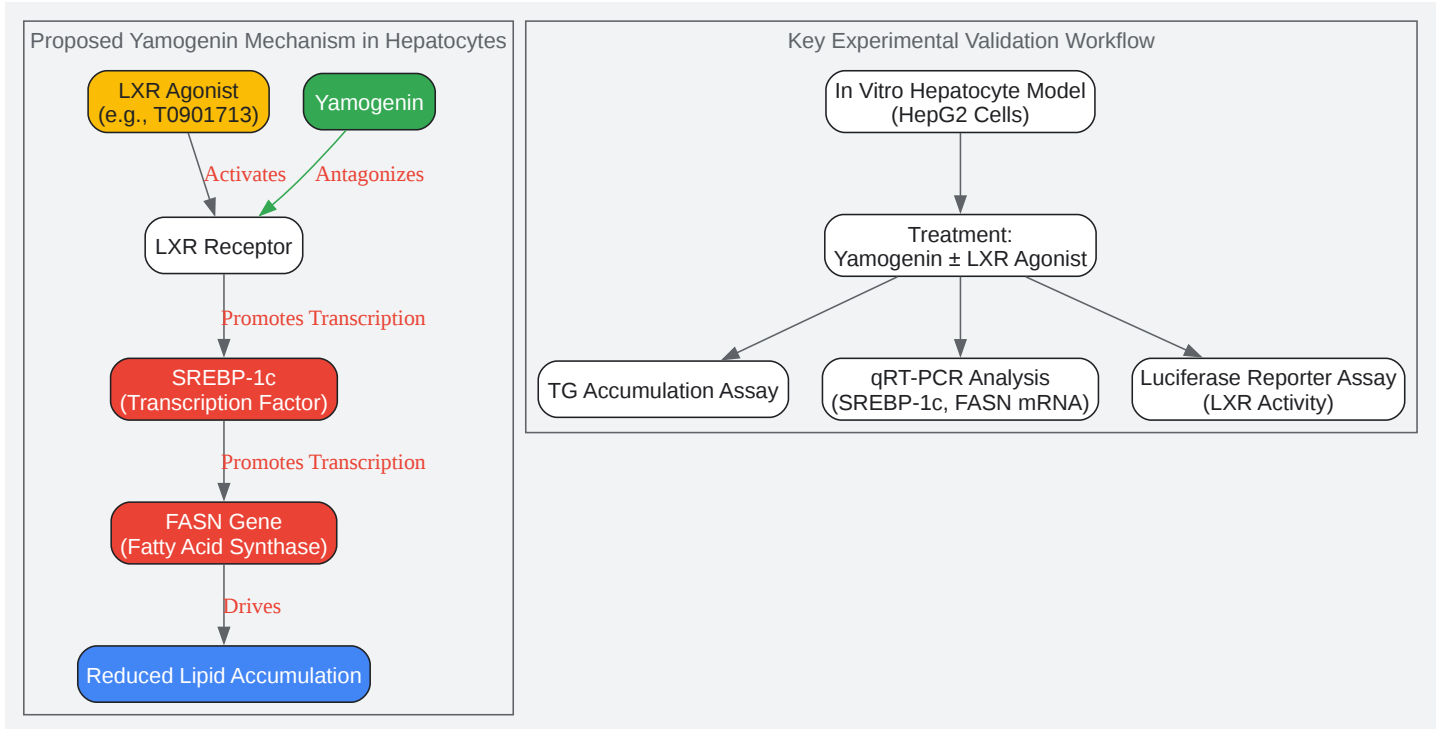 Proposed Yamogenin Mechanism in Hepatocytes
LXR Agonist
(e.g., T0901713)
Yamogenin
Activates
Antagonizes
LXR Receptor
Promotes Transcription
SREBP-1c
(Transcription Factor)
Promotes Transcription
FASN Gene
(Fatty Acid Synthase)
Drives
Reduced Lipid Accumulation
Key Experimental Validation Workflow
In Vitro Hepatocyte Model
(HepG2 Cells)
Treatment:
Yamogenin ± LXR Agonist
TG Accumulation Assay
qRT-PCR Analysis
(SREBP-1c, FASN mRNA)
Luciferase Reporter Assay
(LXR Activity)